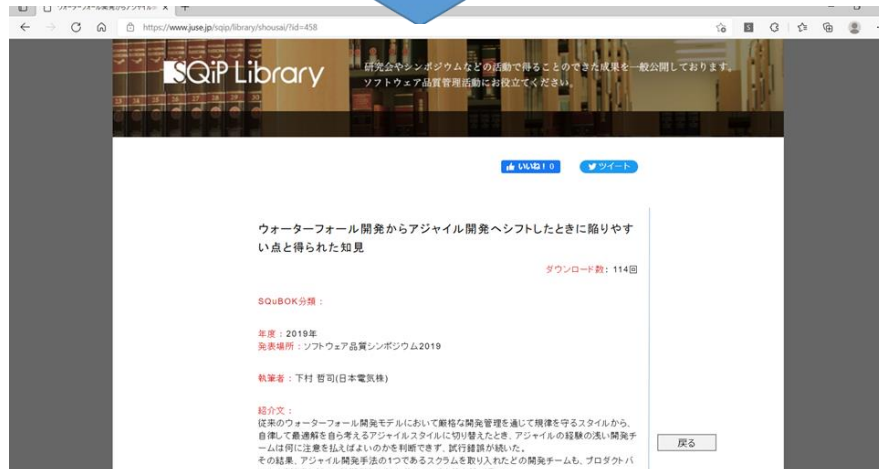 https://www.juse.jp/sqip/library/shousai/?id=458
SQiP Library
研究会やシンポジウムなどの活動で得ることのできた成果を一般公開しております。
ソフトウェア品質管理活動にお役立てください。
いいね! 0
ツイート
ウォーターフォール開発からアジャイル開発へシフトしたときに陥りやす
い点と得られた知見
ダウンロード数: 114回
SQuBOK分類:
年度:2019年
発表場所:ソフトウェア品質シンポジウム2019
執筆者:下村 哲司(日本電気株)
紹介文:
従来のウォーターフォール開発モデルにおいて厳格な開発管理を通じて規律を守るスタイルから、
自律して最適解を自ら考えるアジャイルスタイルに切り替えたとき、アジャイルの経験の浅い開発チ
ームは何に注意を払えばよいのかを判断できず、試行錯誤が続いた。
その結果、アジャイル開発手法の1つであるスクラムを取り入れたどの開発チームも、プロダクトバ
戻る